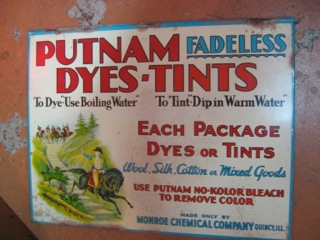 PUTNAM FADELESS
DYES-TINTS
To Dye "Use Boiling Water" To Tint "Dip in Warm Water"
EACH PACKAGE
DYES OR TINTS
Wool, Silk, Cotton or Mixed Goods
USE PUTNAM NO-KOLOR BLEACH
TO REMOVE COLOR
MADE ONLY BY
MONROE CHEMICAL COMPANY QUINCY, ILL.